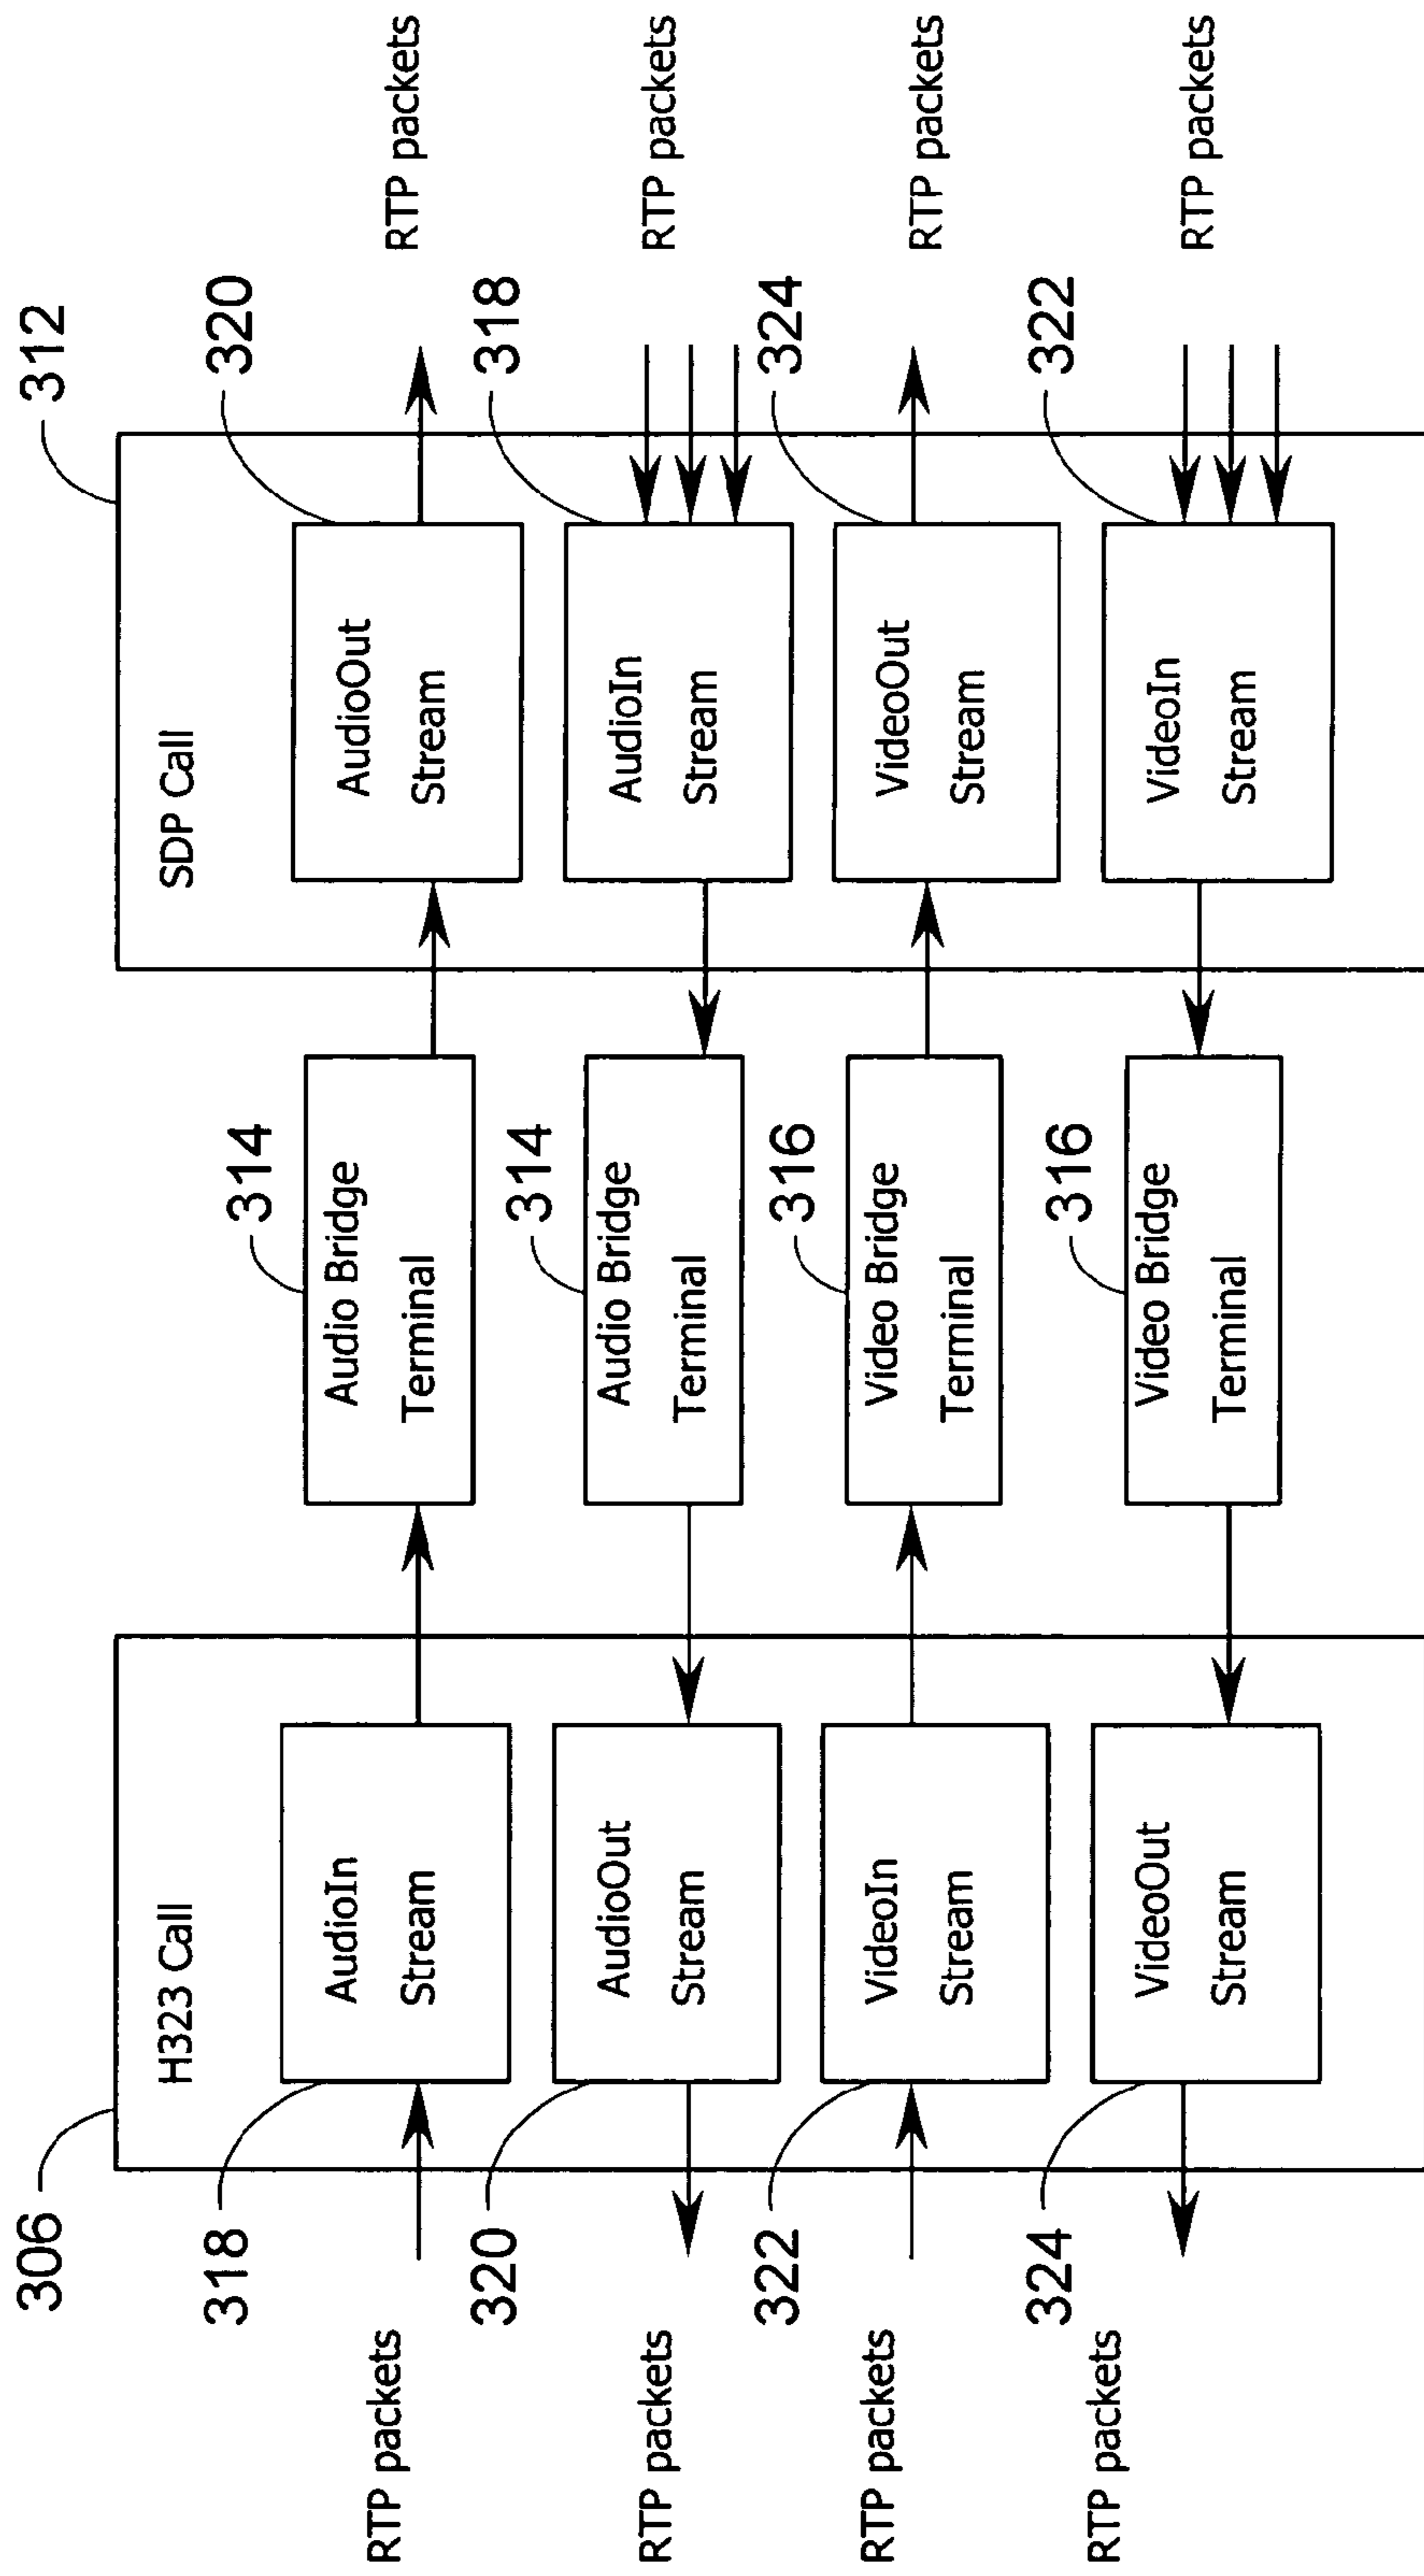 306
312
H323 Call
SDP Call
RTP packets
318
AudioIn
Stream
314
Audio Bridge
Terminal
320
AudioOut
Stream
RTP packets
RTP packets
320
AudioOut
Stream
314
Audio Bridge
Terminal
318
AudioIn
Stream
RTP packets
RTP packets
322
VideoIn
Stream
316
Video Bridge
Terminal
324
VideoOut
Stream
RTP packets
RTP packets
324
VideoOut
Stream
316
Video Bridge
Terminal
322
VideoIn
Stream
RTP packets